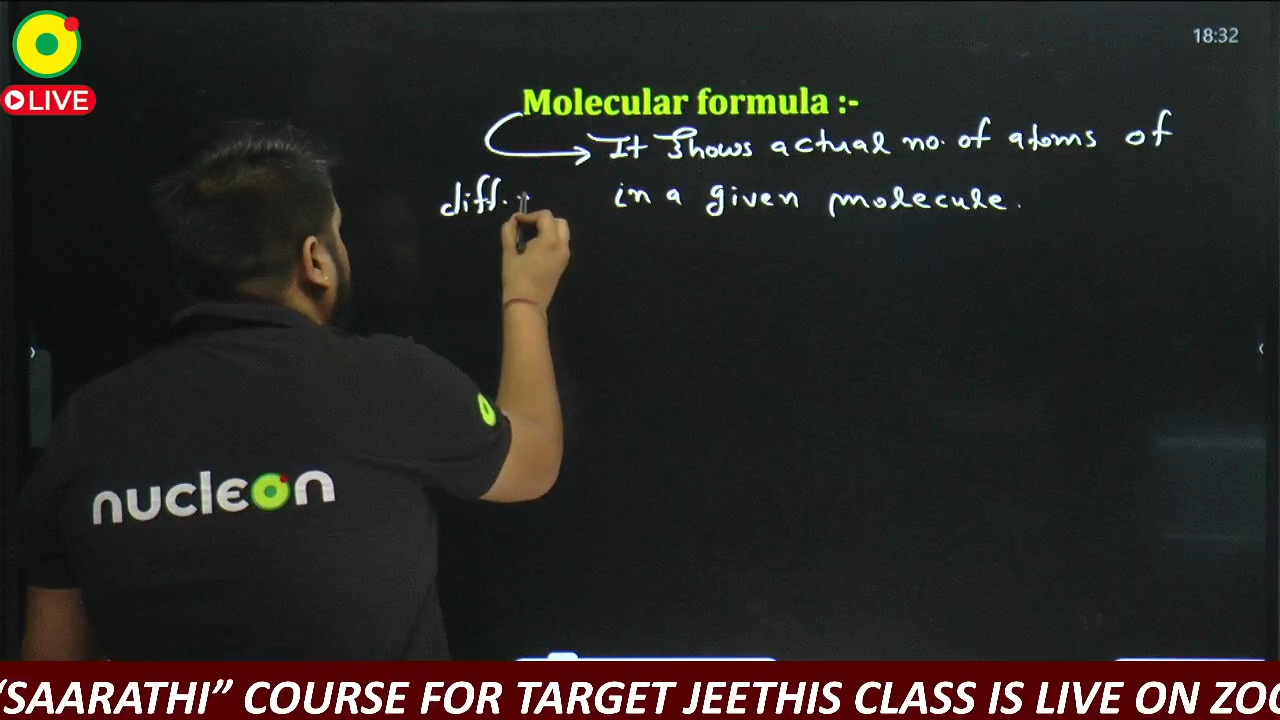 18:32
LIVE
Molecular formula :-
It shows actual no. of atoms of
diff. in a given molecule.
nucleon
“SAARATHI” COURSE FOR TARGET JEETHIS CLASS IS LIVE ON